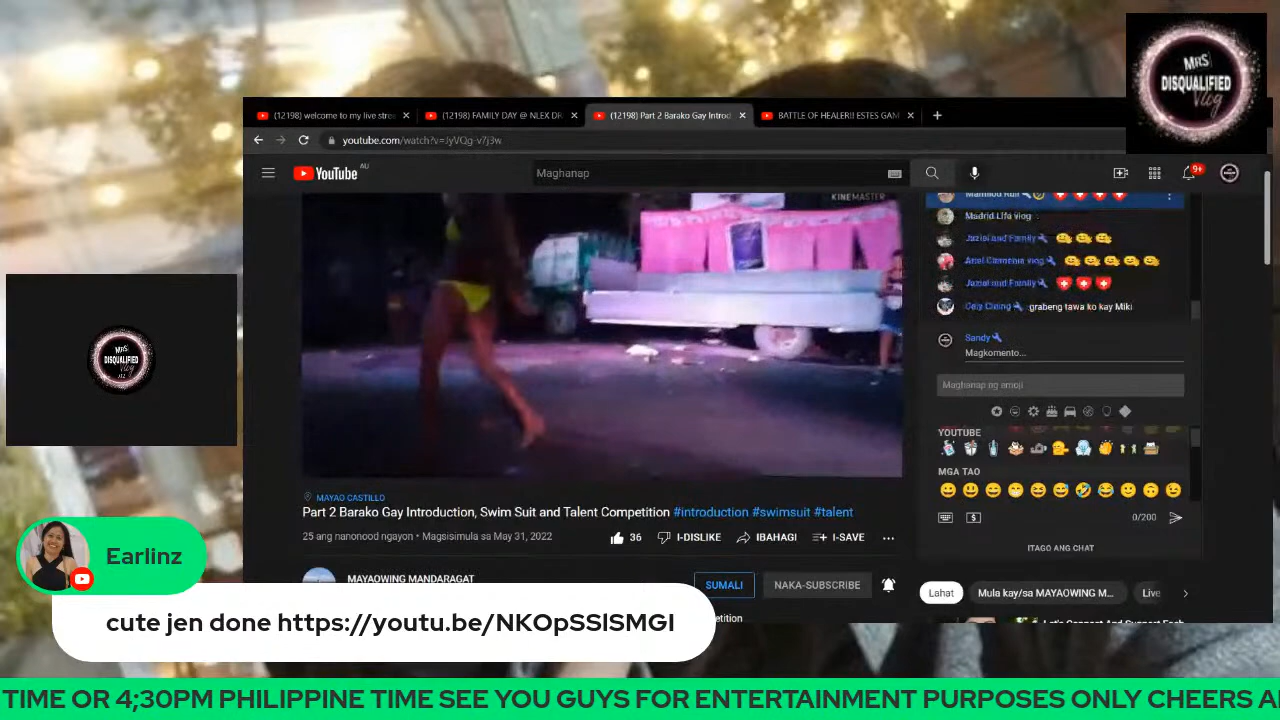 MRS
DISQUALIFIED
Vlog
(12198) welcome to my live stre
(12198) FAMILY DAY @ NLEX DR
(12198) Part 2 Barako Gay Introd
BATTLE OF HEALER!! ESTES GAM
youtube.com/watch?v=JyVQg-v7j3w
YouTube AU
Maghanap
9+
KINEMASTER
Madrid Lifa vlog
Jaziel and Family
Jaziel and Family
grabeng tawa ko kay Miki
Sandy
Magkomento...
Maghanap ng emoji
YOUTUBE
MGA TAO
0/200
ITAGO ANG CHAT
MRS
DISQUALIFIED
Vlog
MAYAO CASTILLO
Part 2 Barako Gay Introduction, Swim Suit and Talent Competition #introduction #swimsuit #talent
25 ang nanonood ngayon • Magsisimula sa May 31, 2022
36
I-DISLIKE
IBAHAGI
I-SAVE
MAYAOWING MANDARAGAT
SUMALI
NAKA-SUBSCRIBE
Lahat
Mula kay/sa MAYAOWING M...
Live
Earlinz
cute jen done https://youtu.be/NKOpSSlSMGI
TIME OR 4;30PM PHILIPPINE TIME SEE YOU GUYS FOR ENTERTAINMENT PURPOSES ONLY CHEERS A